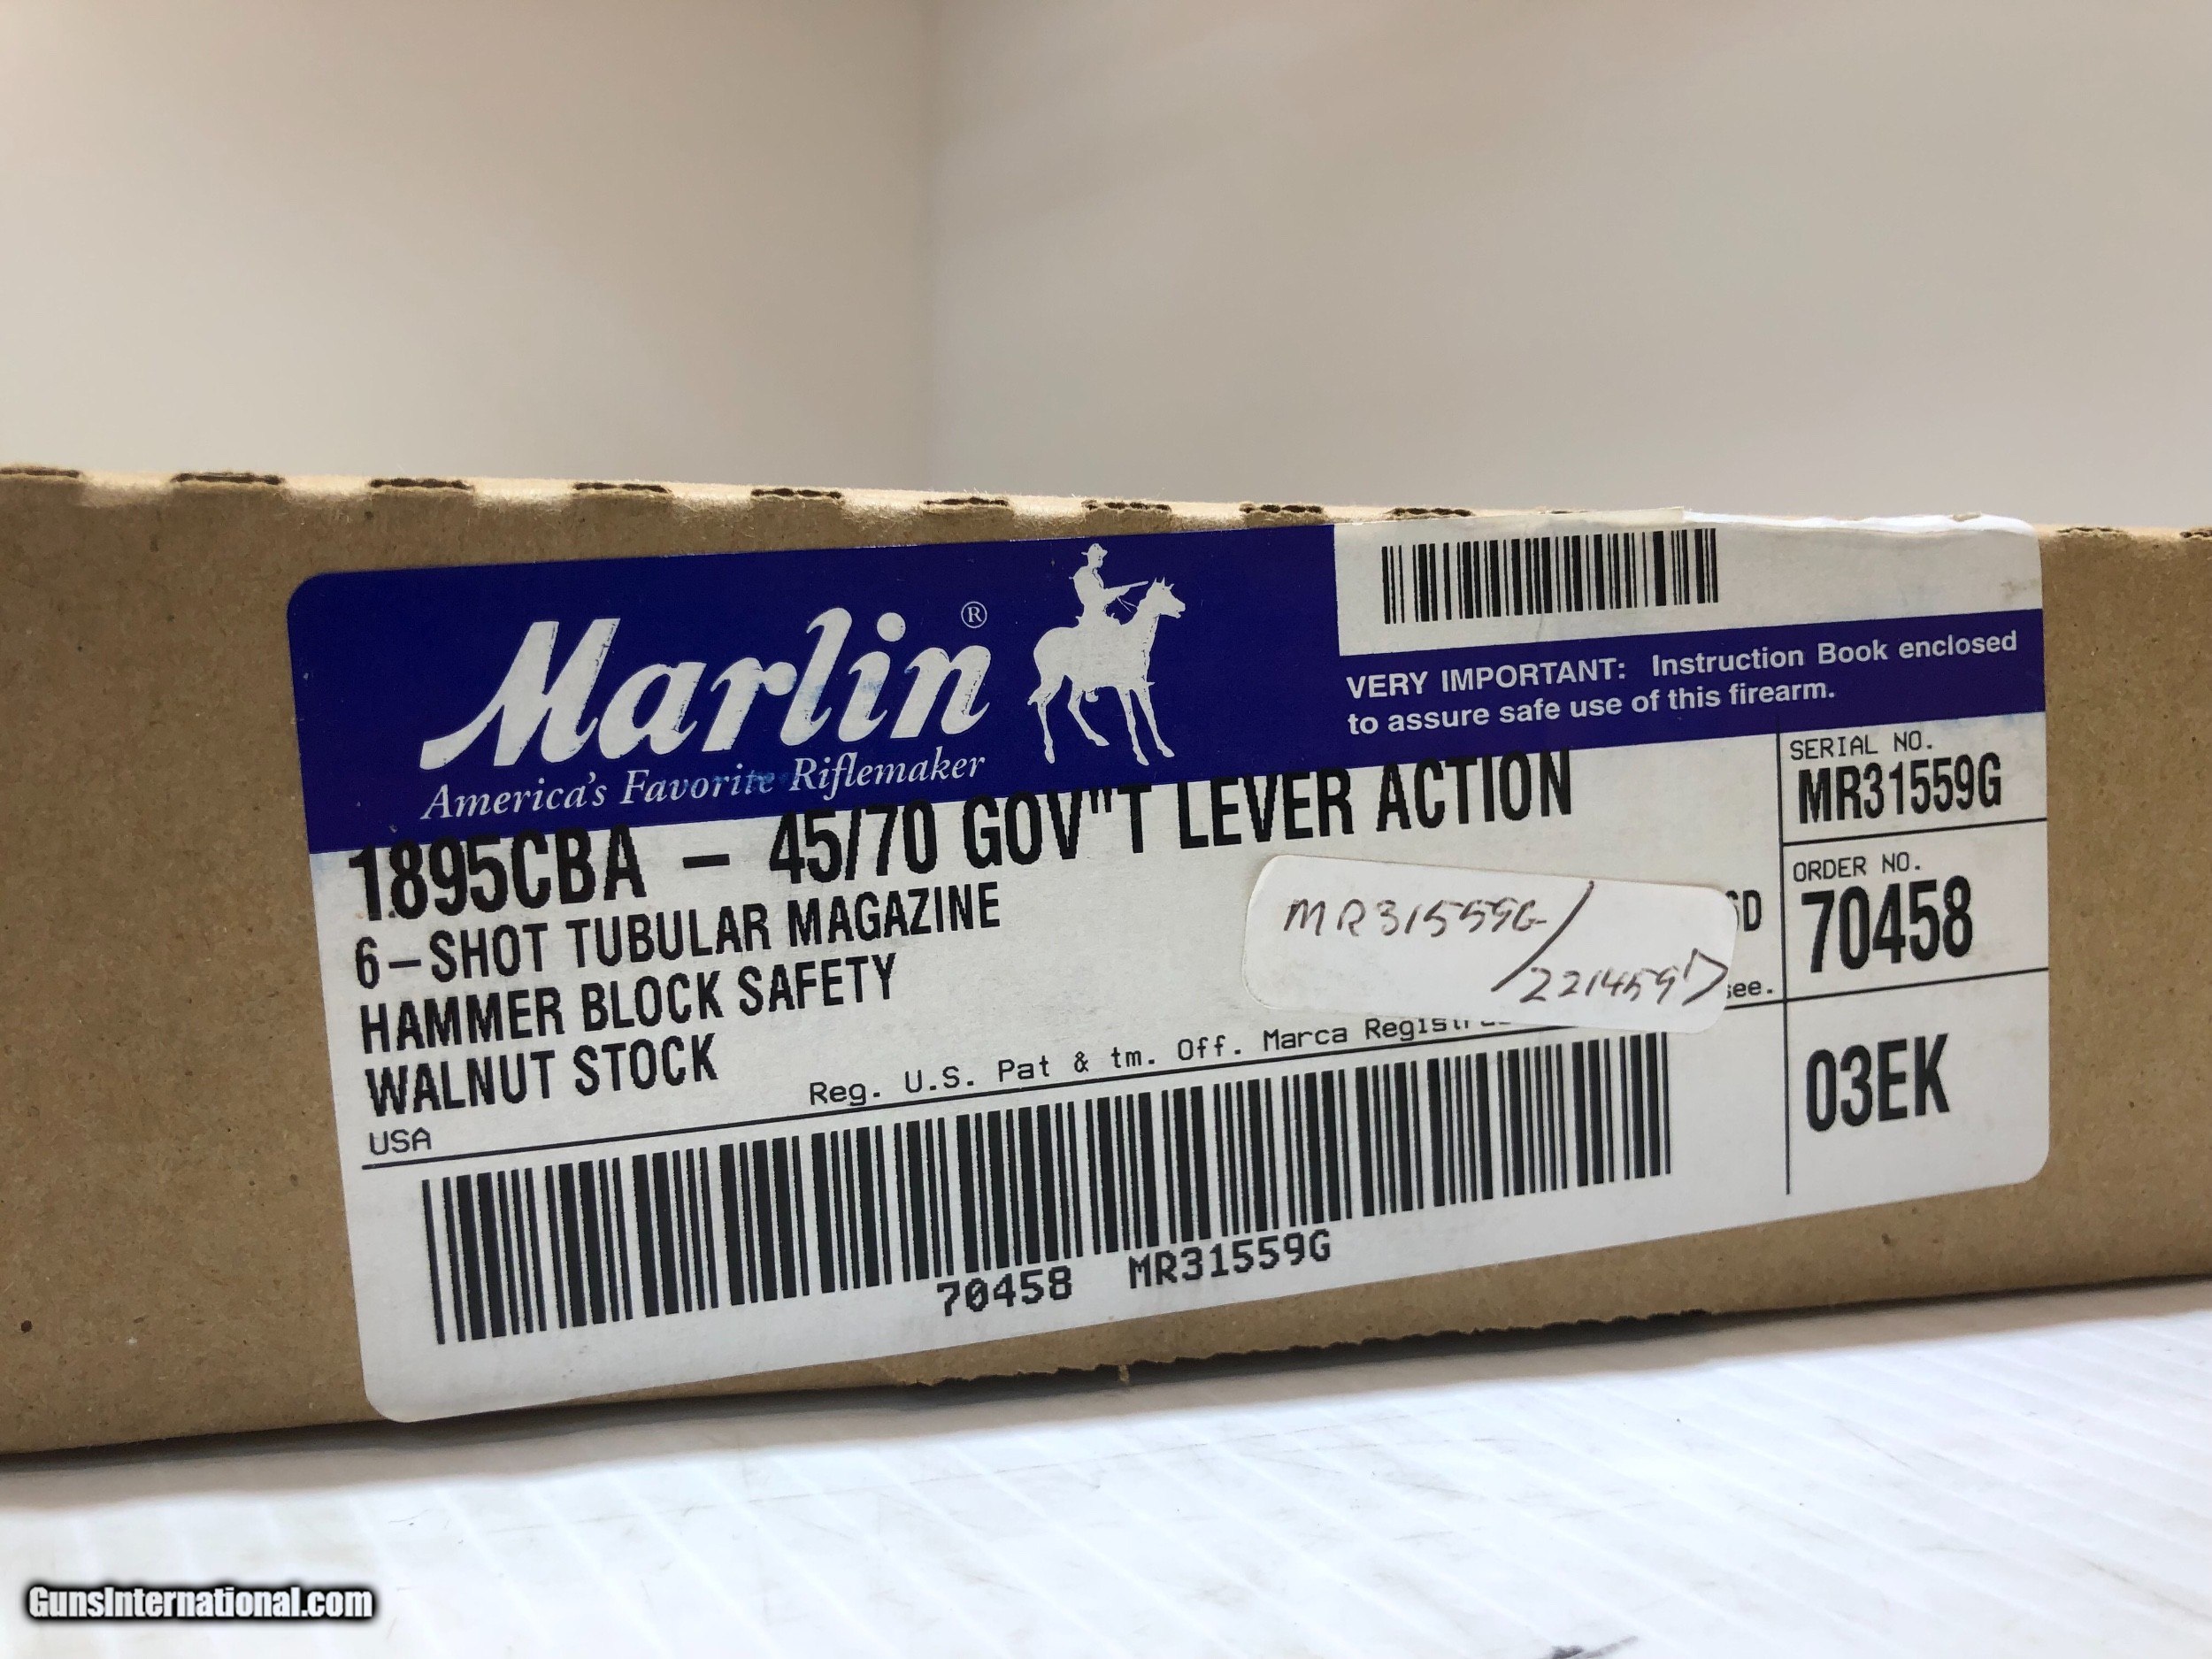 Marlin®
America's Favorite Riflemaker
VERY IMPORTANT: Instruction Book enclosed
to assure safe use of this firearm.
1895CBA – 45/70 GOV"T LEVER ACTION
6–SHOT TUBULAR MAGAZINE
HAMMER BLOCK SAFETY
WALNUT STOCK
USA
Reg. U.S. Pat & tm. Off. Marca
MR31559G/
221459D
SERIAL NO.
MR31559G
ORDER NO.
70458
03EK
70458 MR31559G
GunsInternational.com